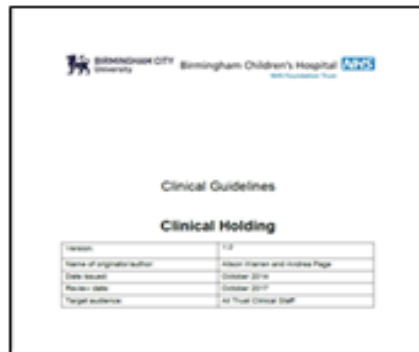 BIRMINGHAM CITY
University
Birmingham Children's Hospital NHS
NHS Foundation Trust
Clinical Guidelines
Clinical Holding
Version:
Name of originator/author: Alison Warren and Andrea Page
Date issued: October 2014
Review date: October 2017
Target audience: All Trust Clinical Staff